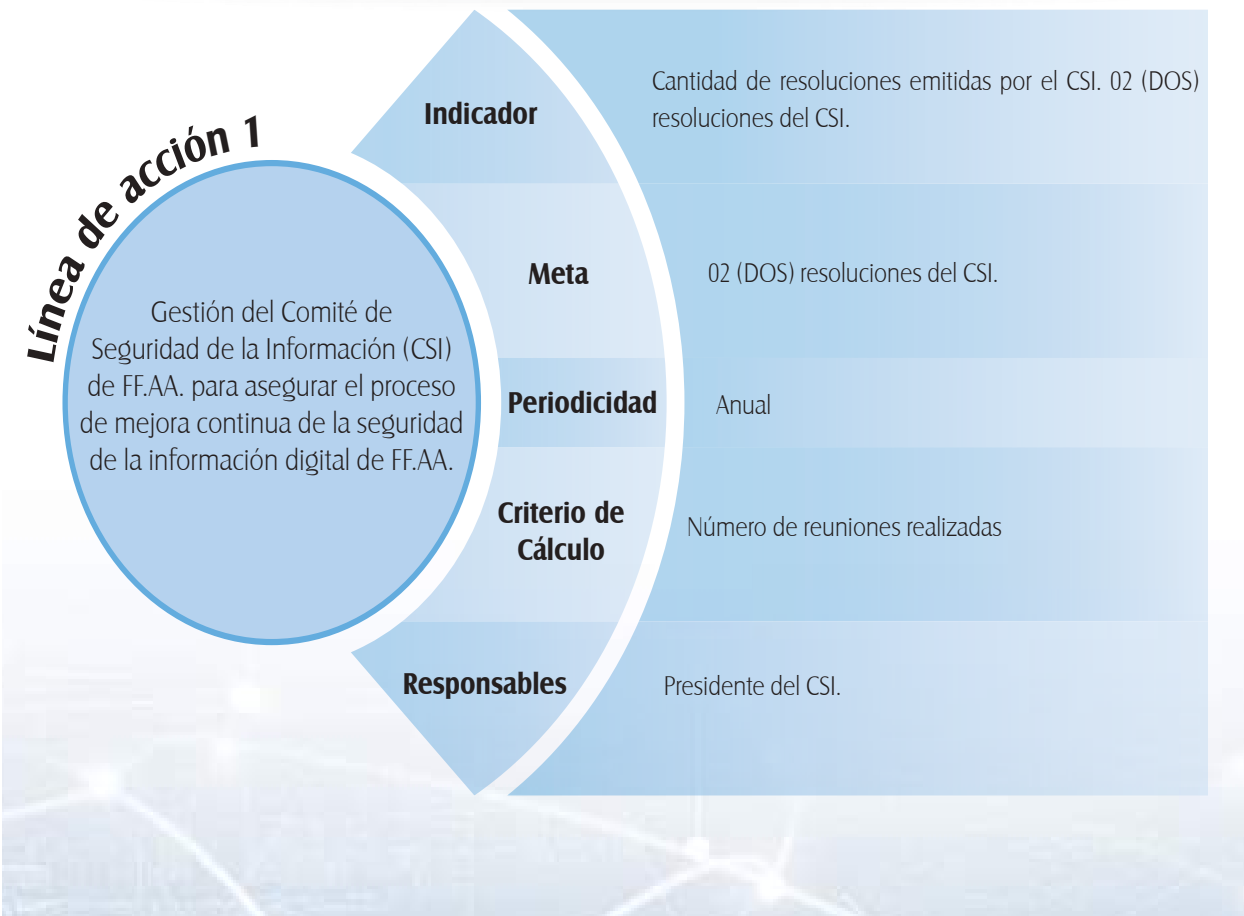 Línea de acción 1
Gestión del Comité de
Seguridad de la Información (CSI)
de FF.AA. para asegurar el proceso
de mejora continua de la seguridad
de la información digital de FF.AA.
Indicador
Cantidad de resoluciones emitidas por el CSI. 02 (DOS)
resoluciones del CSI.
Meta
02 (DOS) resoluciones del CSI.
Periodicidad
Anual
Criterio de
Cálculo
Número de reuniones realizadas
Responsables
Presidente del CSI.